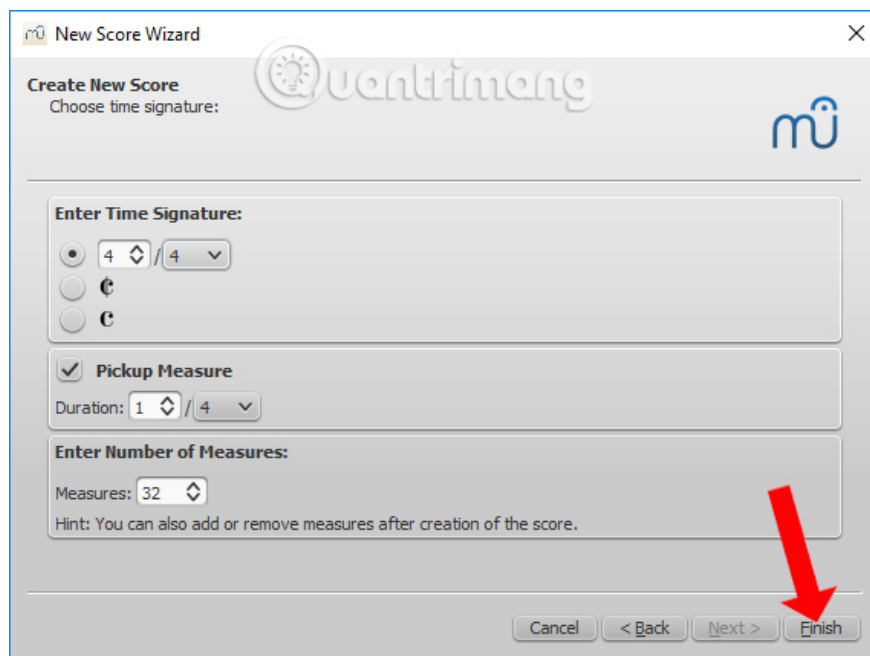 New Score Wizard
Quantrimang
Create New Score
Choose time signature:
mu
Enter Time Signature:
4 / 4
¢
c
Pickup Measure
Duration: 1 / 4
Enter Number of Measures:
Measures: 32
Hint: You can also add or remove measures after creation of the score.
Cancel < Back Next > Finish